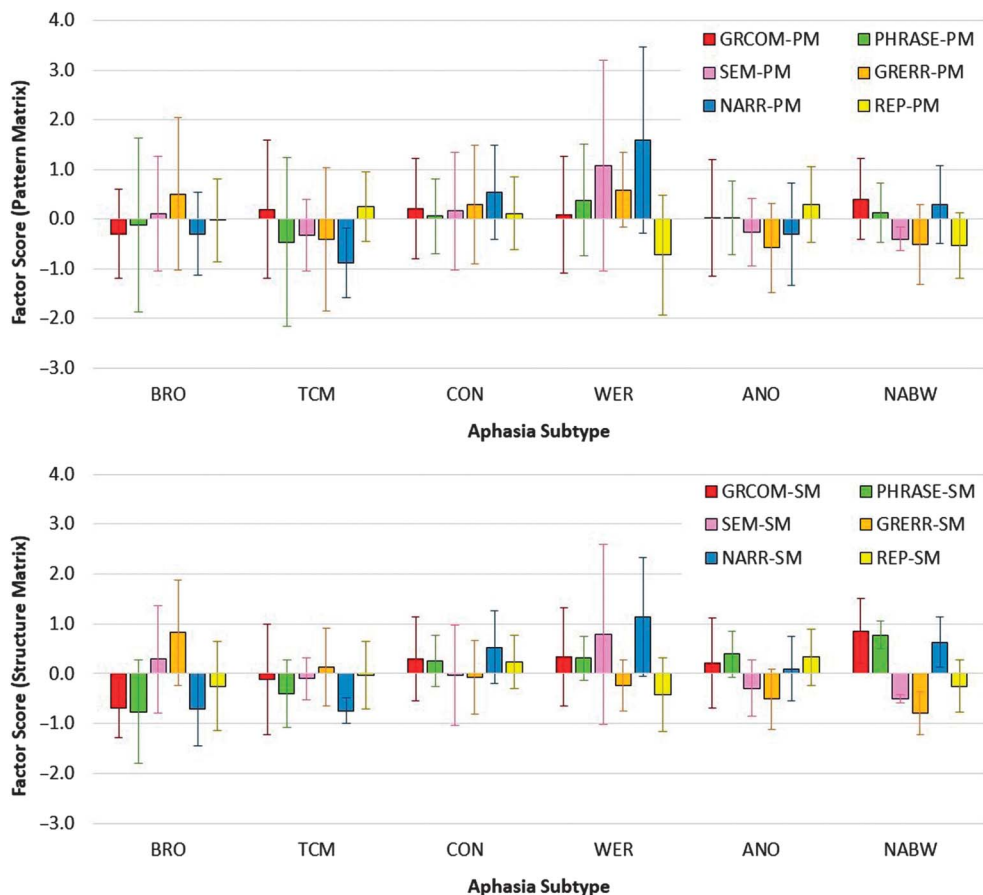 Factor Score (Pattern Matrix)
4.0
3.0
2.0
1.0
0.0
−1.0
−2.0
−3.0
GRCOM-PM PHRASE-PM
SEM-PM GRERR-PM
NARR-PM REP-PM
BRO TCM CON WER ANO NABW
Aphasia Subtype
Factor Score (Structure Matrix)
4.0
3.0
2.0
1.0
0.0
−1.0
−2.0
−3.0
GRCOM-SM PHRASE-SM
SEM-SM GRERR-SM
NARR-SM REP-SM
BRO TCM CON WER ANO NABW
Aphasia Subtype